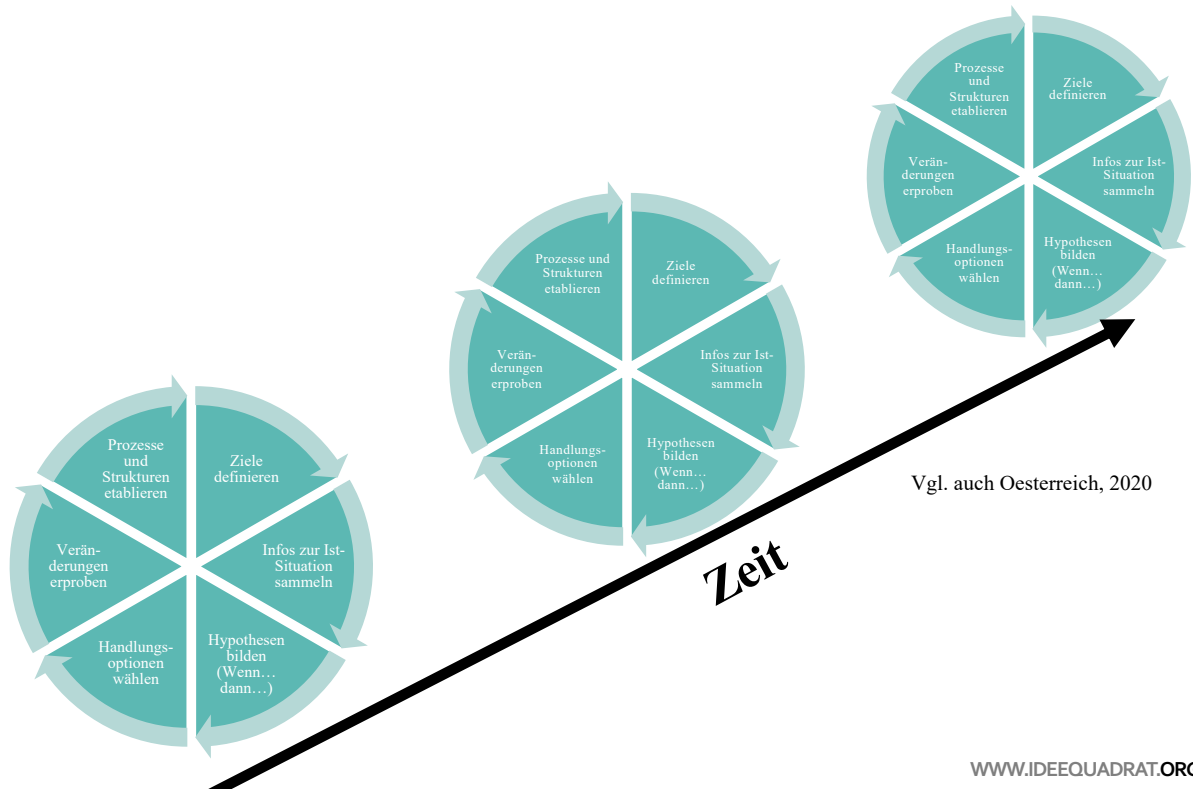 Prozesse
und
Strukturen
etablieren
Ziele
definieren
Infos zur Ist-
Situation
sammeln
Hypothesen
bilden
(Wenn…
dann…)
Handlungs-
optionen
wählen
Verän-
derungen
erproben
Prozesse und
Strukturen
etablieren
Ziele
definieren
Infos zur Ist-
Situation
sammeln
Hypothesen
bilden
(Wenn…
dann…)
Handlungs-
optionen
wählen
Verän-
derungen
erproben
Prozesse
und
Strukturen
etablieren
Ziele
definieren
Infos zur Ist-
Situation
sammeln
Hypothesen
bilden
(Wenn…
dann…)
Handlungs-
optionen
wählen
Verän-
derungen
erproben
Zeit
Vgl. auch Oesterreich, 2020
WWW.IDEEQUADRAT.ORG